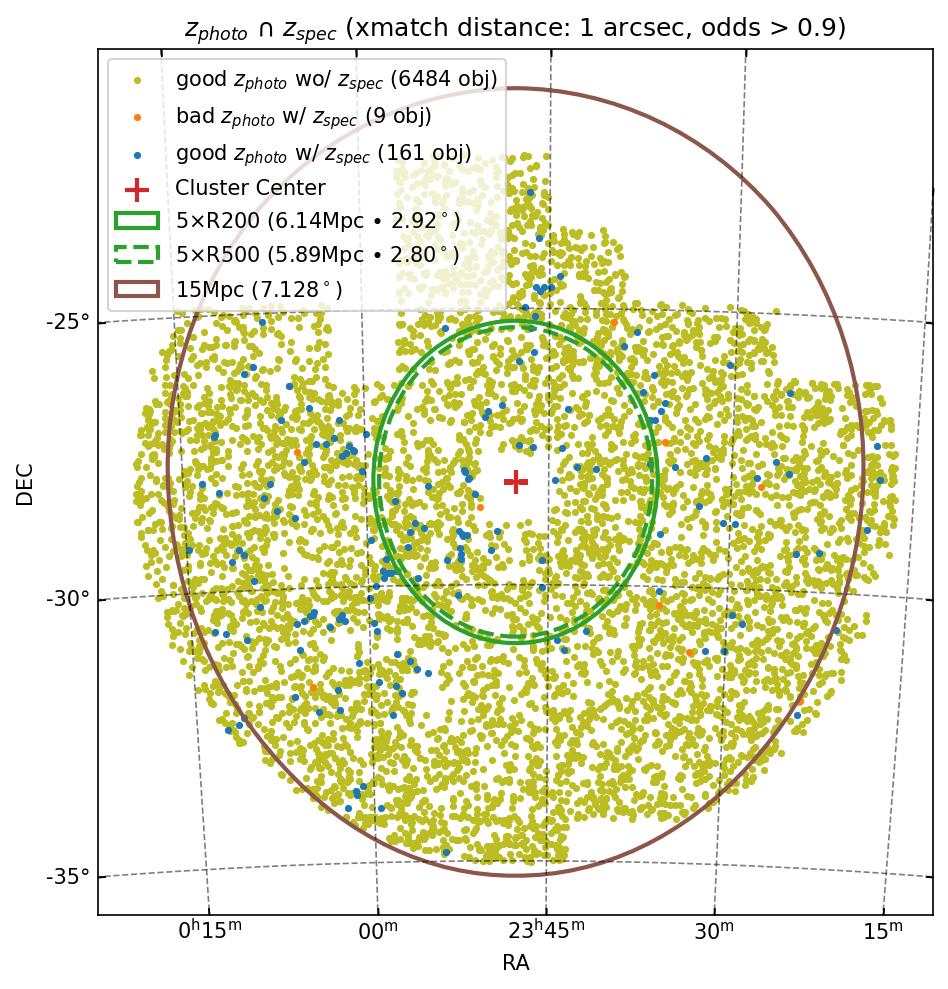 z_photo ∩ z_spec (xmatch distance: 1 arcsec, odds > 0.9)
good z_photo wo/ z_spec (6484 obj)
bad z_photo w/ z_spec (9 obj)
good z_photo w/ z_spec (161 obj)
Cluster Center
5×R200 (6.14Mpc • 2.92°)
5×R500 (5.89Mpc • 2.80°)
15Mpc (7.128°)
-25°
-30°
-35°
DEC
0ʰ15ᵐ 00ᵐ 23ʰ45ᵐ 30ᵐ 15ᵐ
RA